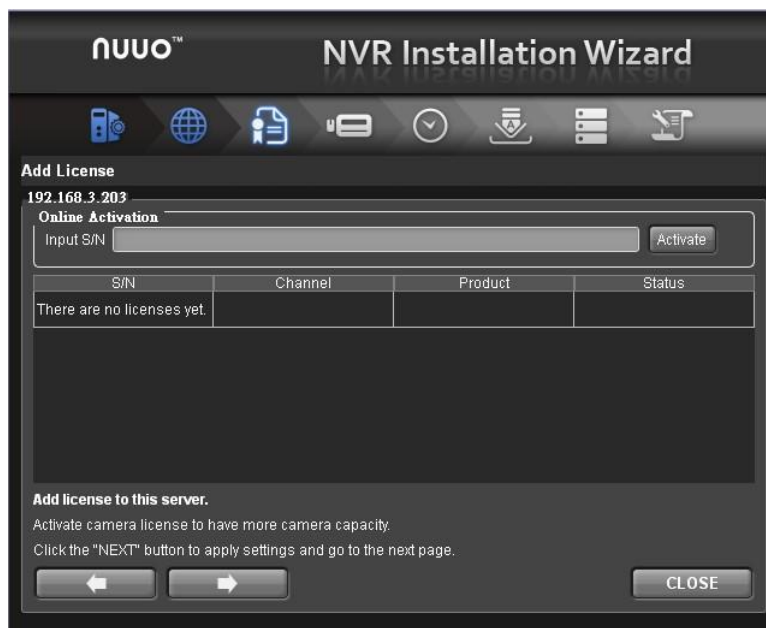 nuuo™
NVR Installation Wizard
Add License
192.168.3.203
Online Activation
Input S/N
Activate
S/N Channel Product Status
There are no licenses yet.
Add license to this server.
Activate camera license to have more camera capacity.
Click the "NEXT" button to apply settings and go to the next page.
CLOSE